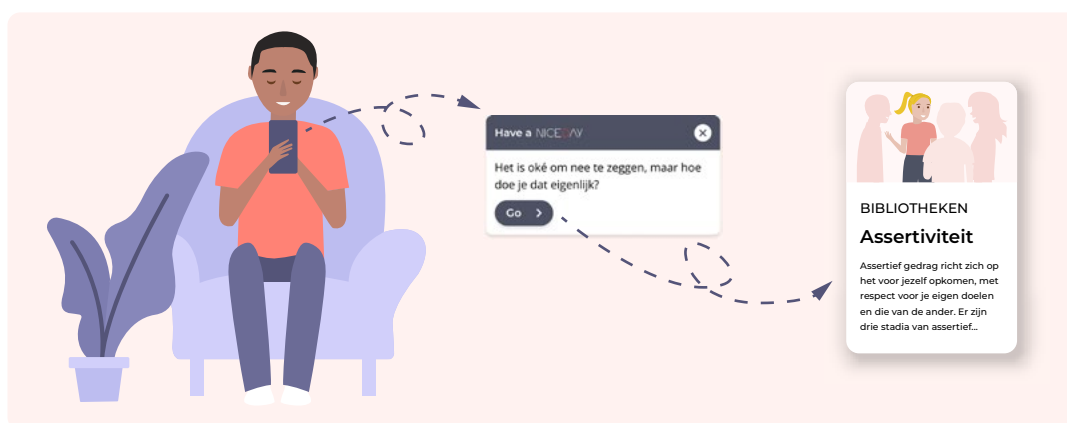 Have a NICEDAY
Het is oké om nee te zeggen, maar hoe
doe je dat eigenlijk?
Go
BIBLIOTHEKEN
Assertiviteit
Assertief gedrag richt zich op
het voor jezelf opkomen, met
respect voor je eigen doelen
en die van de ander. Er zijn
drie stadia van assertief...